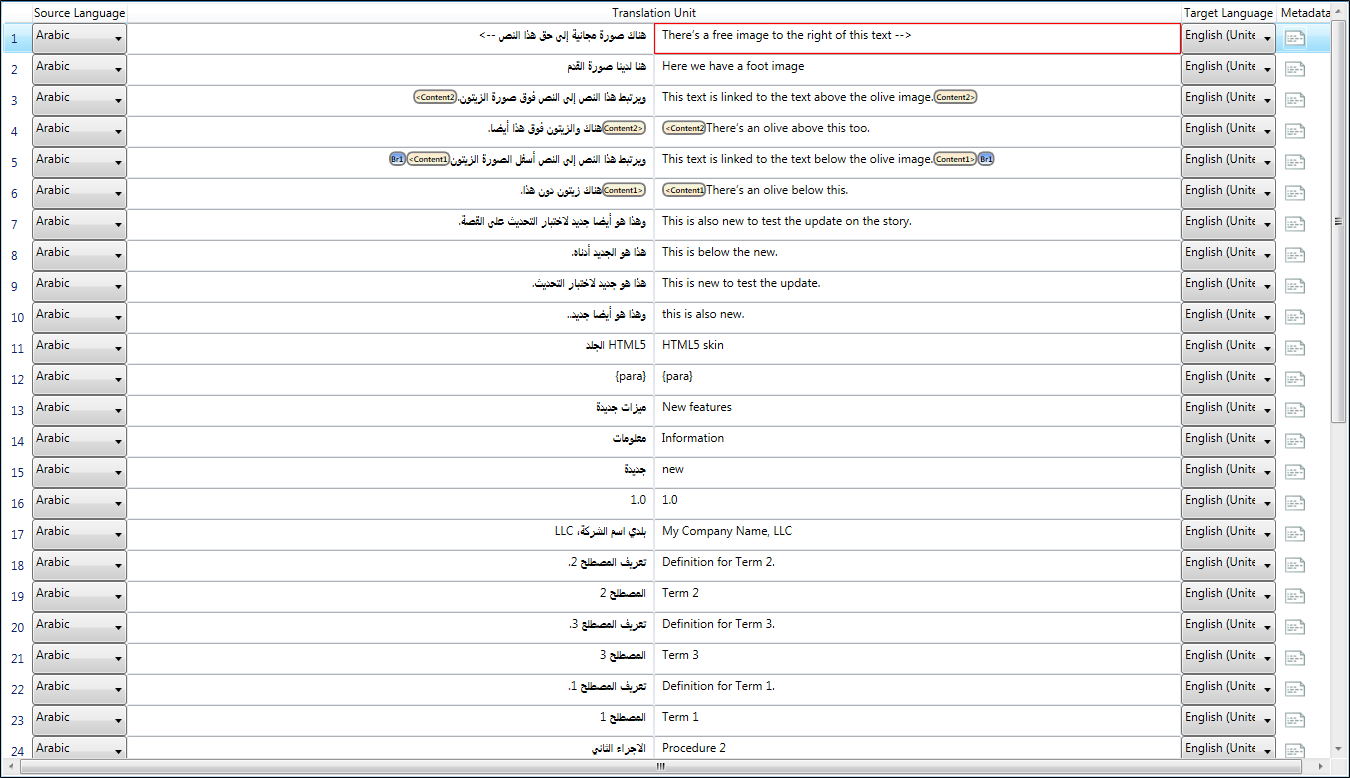 Source Language Translation Unit Target Language Metadata
1 Arabic هناك صورة مجانية إلى حق هذا النص --> There's a free image to the right of this text --> English (Unite
2 Arabic هنا لدينا صورة القدم Here we have a foot image English (Unite
3 Arabic ويرتبط هذا النص إلى النص فوق صورة الزيتون.<Content2 This text is linked to the text above the olive image.Content2> English (Unite
4 Arabic Content2>هناك والزيتون فوق هذا أيضا. <Content2There's an olive above this too. English (Unite
5 Arabic ويرتبط هذا النص إلى النص أسفل الصورة الزيتون<Content1 Br1 This text is linked to the text below the olive image.Content1> Br1 English (Unite
6 Arabic Content1>هناك زيتون دون هذا. <Content1There's an olive below this. English (Unite
7 Arabic وهذا هو أيضا جديد لاختبار التحديث على القصة. This is also new to test the update on the story. English (Unite
8 Arabic هذا هو الجديد أدناه. This is below the new. English (Unite
9 Arabic هذا هو جديد لاختبار التحديث. This is new to test the update. English (Unite
10 Arabic وهذا هو أيضا جديد.. this is also new. English (Unite
11 Arabic HTML5 الجلد HTML5 skin English (Unite
12 Arabic {para} {para} English (Unite
13 Arabic ميزات جديدة New features English (Unite
14 Arabic معلومات Information English (Unite
15 Arabic جديدة new English (Unite
16 Arabic 1.0 1.0 English (Unite
17 Arabic بلدي اسم الشركة، LLC My Company Name, LLC English (Unite
18 Arabic تعريف المصطلح 2. Definition for Term 2. English (Unite
19 Arabic المصطلح 2 Term 2 English (Unite
20 Arabic تعريف المصطلح 3. Definition for Term 3. English (Unite
21 Arabic المصطلح 3 Term 3 English (Unite
22 Arabic تعريف المصطلح 1. Definition for Term 1. English (Unite
23 Arabic المصطلح 1 Term 1 English (Unite
24 Arabic الاجراء الثاني Procedure 2 English (Unite